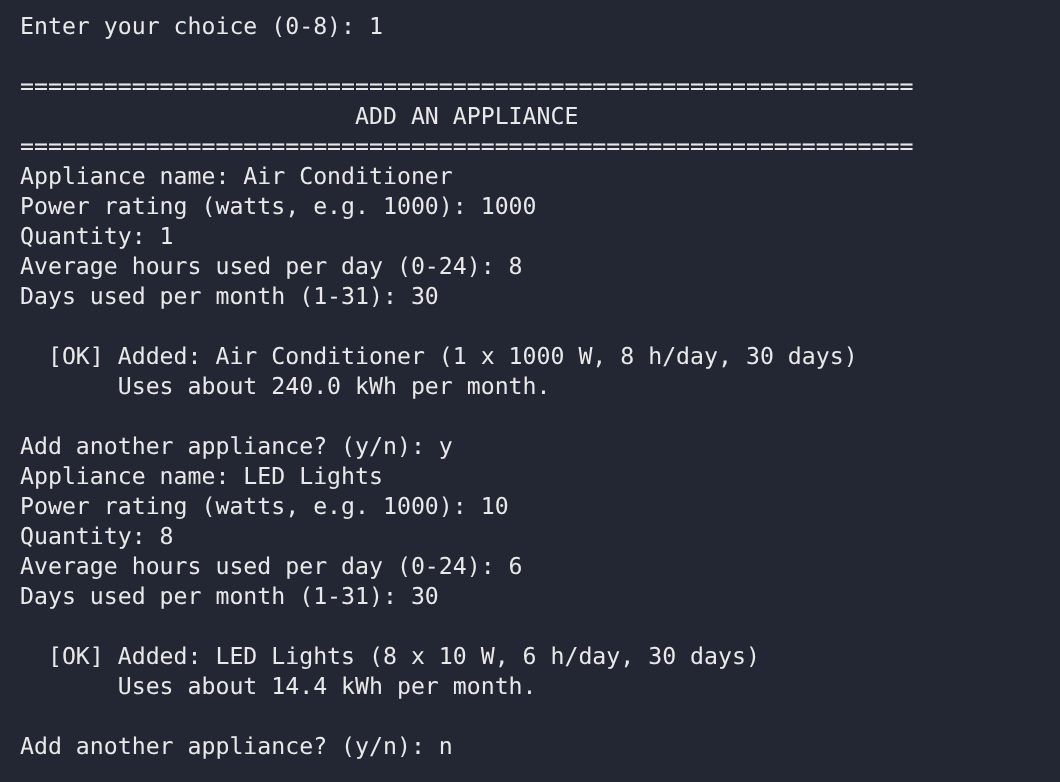 Enter your choice (0-8): 1
================================================================
ADD AN APPLIANCE
================================================================
Appliance name: Air Conditioner
Power rating (watts, e.g. 1000): 1000
Quantity: 1
Average hours used per day (0-24): 8
Days used per month (1-31): 30
[OK] Added: Air Conditioner (1 x 1000 W, 8 h/day, 30 days)
Uses about 240.0 kWh per month.
Add another appliance? (y/n): y
Appliance name: LED Lights
Power rating (watts, e.g. 1000): 10
Quantity: 8
Average hours used per day (0-24): 6
Days used per month (1-31): 30
[OK] Added: LED Lights (8 x 10 W, 6 h/day, 30 days)
Uses about 14.4 kWh per month.
Add another appliance? (y/n): n